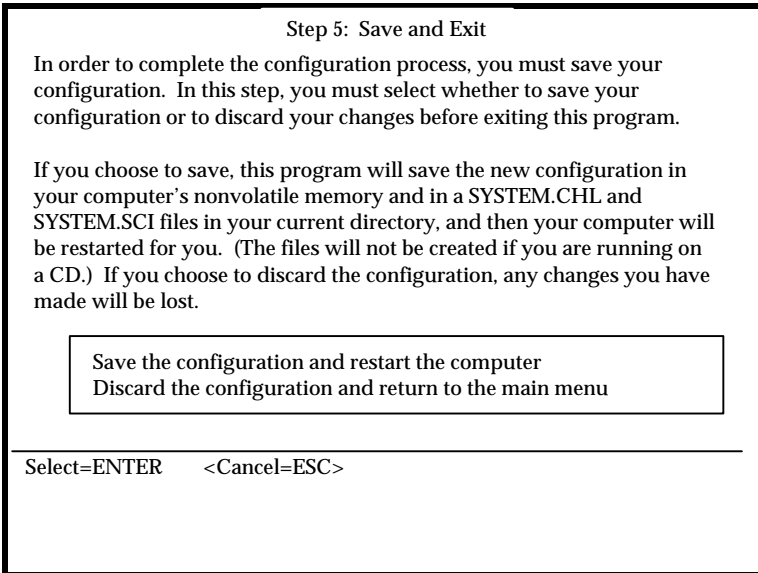 Step 5:  Save and Exit
In order to complete the configuration process, you must save your
configuration.  In this step, you must select whether to save your
configuration or to discard your changes before exiting this program.
If you choose to save, this program will save the new configuration in
your computer's nonvolatile memory and in a SYSTEM.CHL and
SYSTEM.SCI files in your current directory, and then your computer will
be restarted for you.  (The files will not be created if you are running on
a CD.)  If you choose to discard the configuration, any changes you have
made will be lost.
Save the configuration and restart the computer
Discard the configuration and return to the main menu
Select=ENTER      <Cancel=ESC>